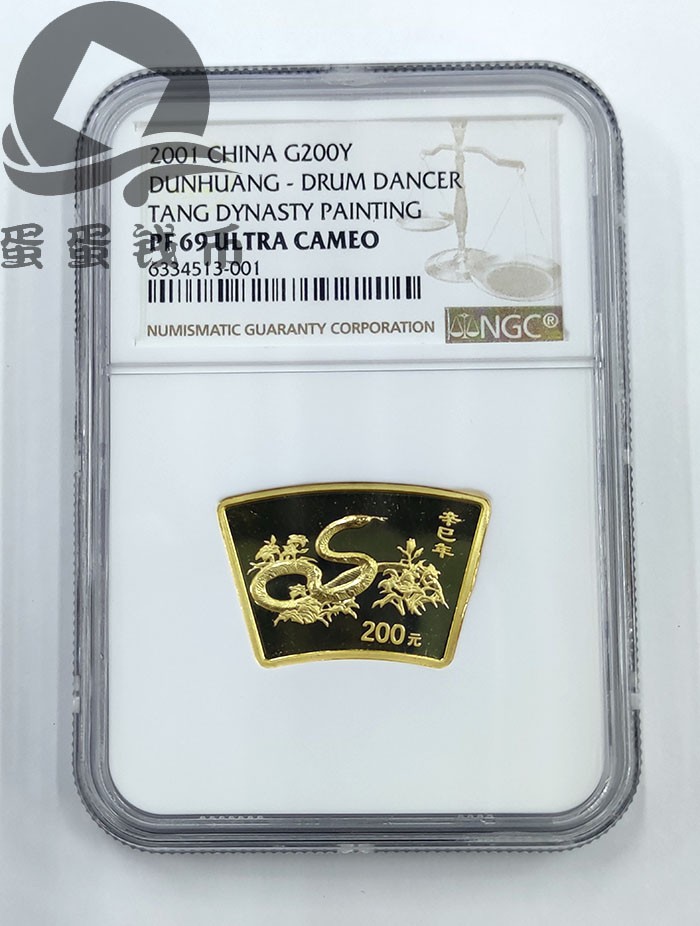 2001 CHINA G200Y
DUNHUANG - DRUM DANCER
TANG DYNASTY PAINTING
PF 69 ULTRA CAMEO
蛋蛋钱币
6334513-001
NUMISMATIC GUARANTY CORPORATION
NGC®
辛巳年
200元